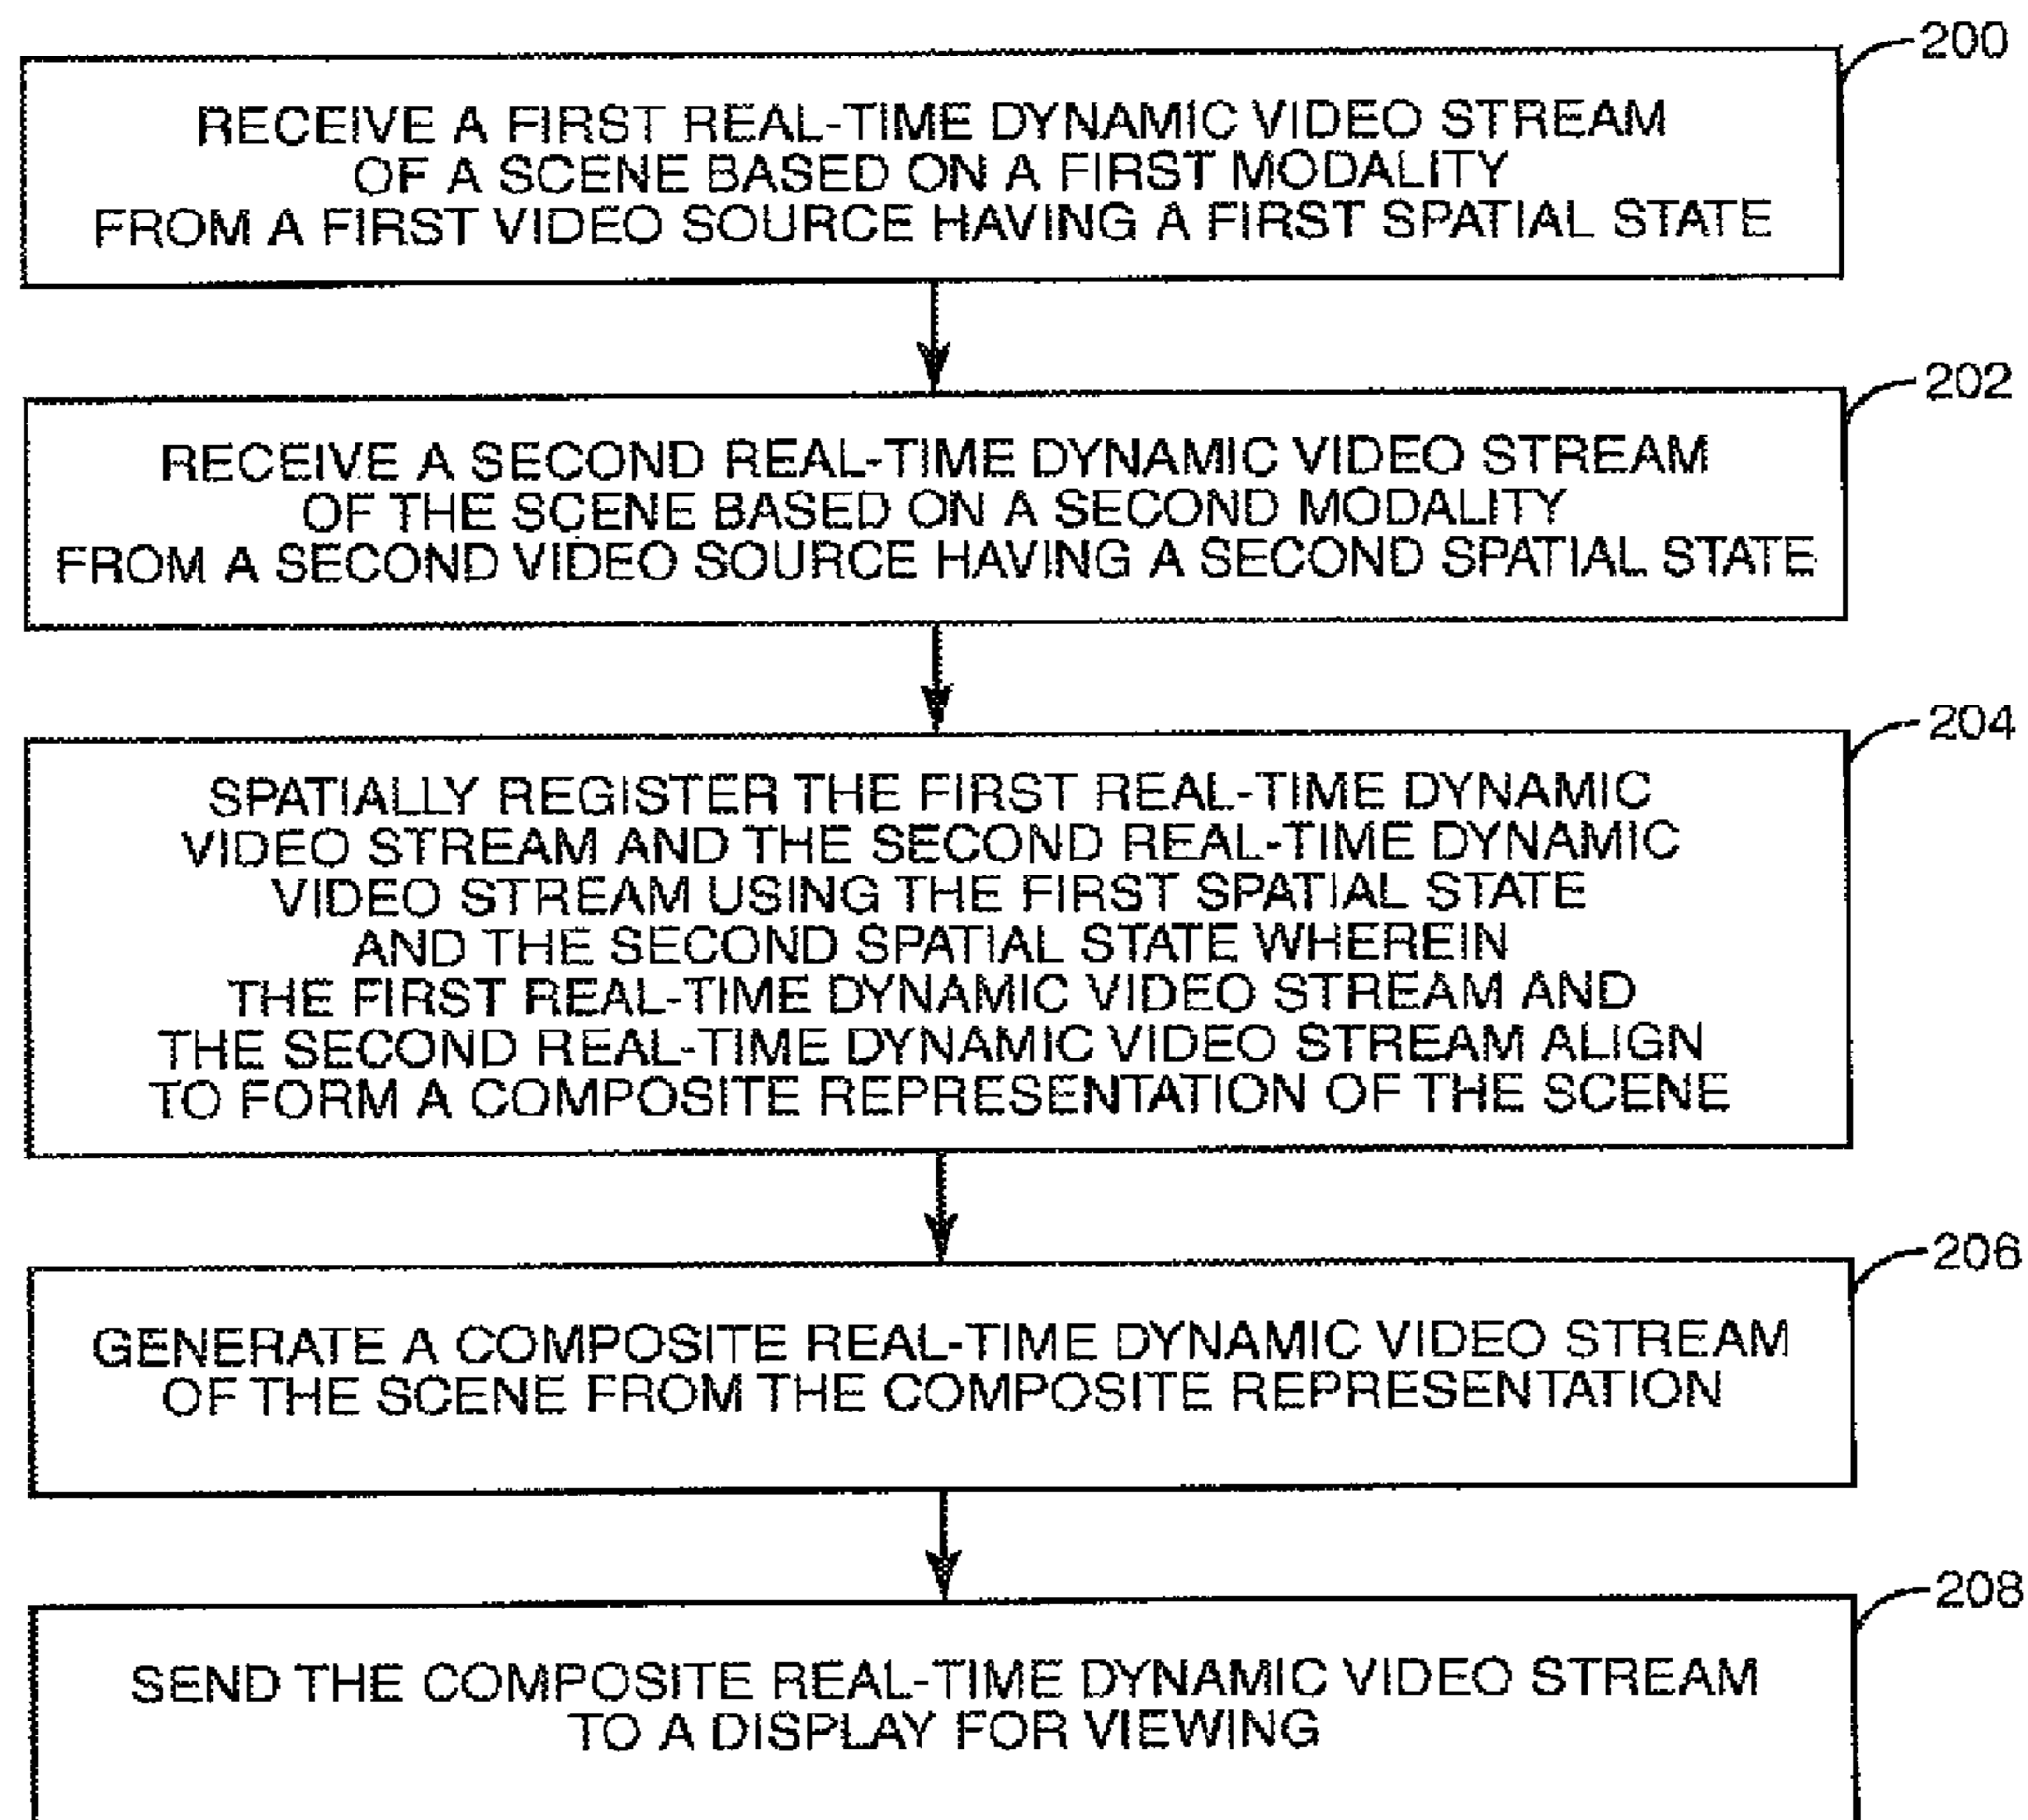 200
RECEIVE A FIRST REAL-TIME DYNAMIC VIDEO STREAM
OF A SCENE BASED ON A FIRST MODALITY
FROM A FIRST VIDEO SOURCE HAVING A FIRST SPATIAL STATE
202
RECEIVE A SECOND REAL-TIME DYNAMIC VIDEO STREAM
OF THE SCENE BASED ON A SECOND MODALITY
FROM A SECOND VIDEO SOURCE HAVING A SECOND SPATIAL STATE
204
SPATIALLY REGISTER THE FIRST REAL-TIME DYNAMIC
VIDEO STREAM AND THE SECOND REAL-TIME DYNAMIC
VIDEO STREAM USING THE FIRST SPATIAL STATE
AND THE SECOND SPATIAL STATE WHEREIN
THE FIRST REAL-TIME DYNAMIC VIDEO STREAM AND
THE SECOND REAL-TIME DYNAMIC VIDEO STREAM ALIGN
TO FORM A COMPOSITE REPRESENTATION OF THE SCENE
206
GENERATE A COMPOSITE REAL-TIME DYNAMIC VIDEO STREAM
OF THE SCENE FROM THE COMPOSITE REPRESENTATION
208
SEND THE COMPOSITE REAL-TIME DYNAMIC VIDEO STREAM
TO A DISPLAY FOR VIEWING